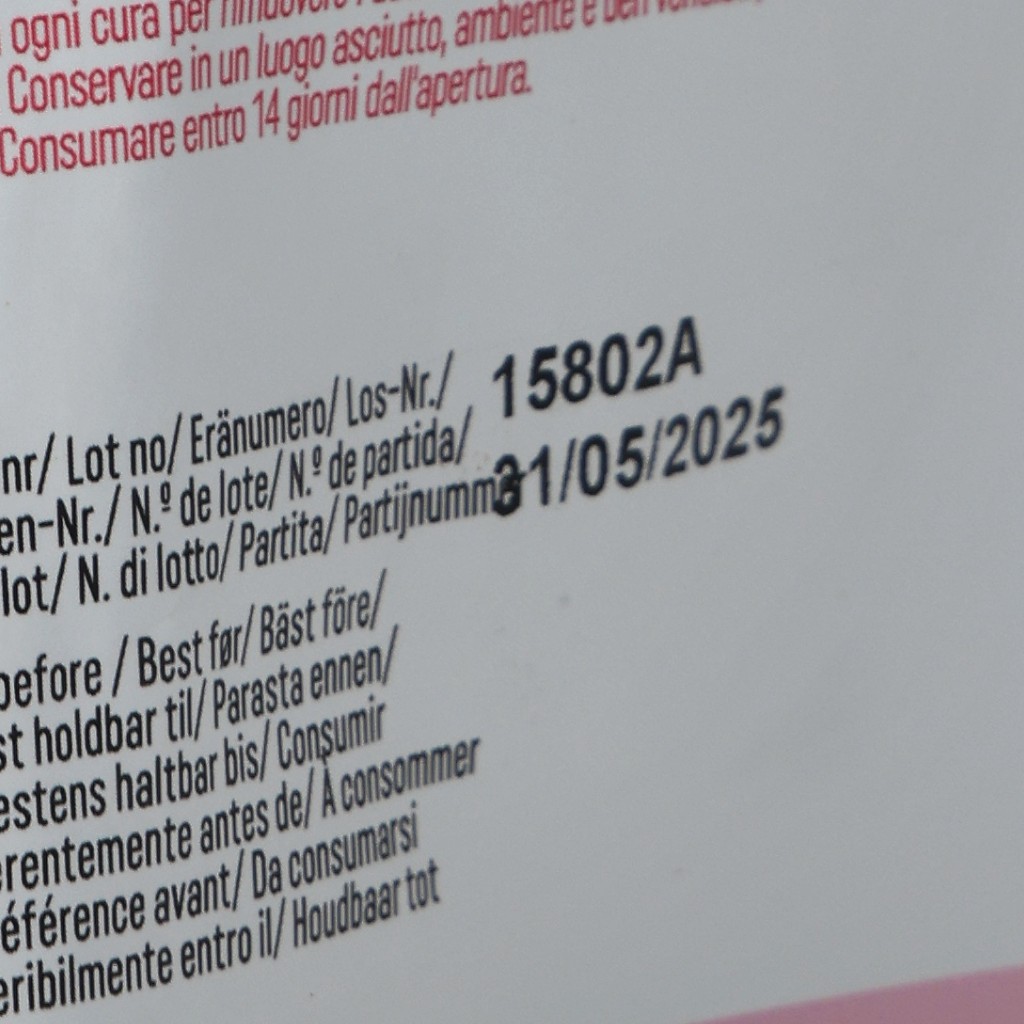 ogni cura per rimuovere
Conservare in un luogo asciutto, ambiente e ben
Consumare entro 14 giorni dall'apertura.
nr/ Lot no/ Eränumero/ Los-Nr./ 15802A
en-Nr./ N.º de lote/ N.º de partida/
lot/ N. di lotto/ Partita/ Partijnumm 31/05/2025
before / Best før/ Bäst före/
st holdbar til/ Parasta ennen/
estens haltbar bis/ Consumir
erentemente antes de/ À consommer
éférence avant/ Da consumarsi
eribilmente entro il/ Houdbaar tot